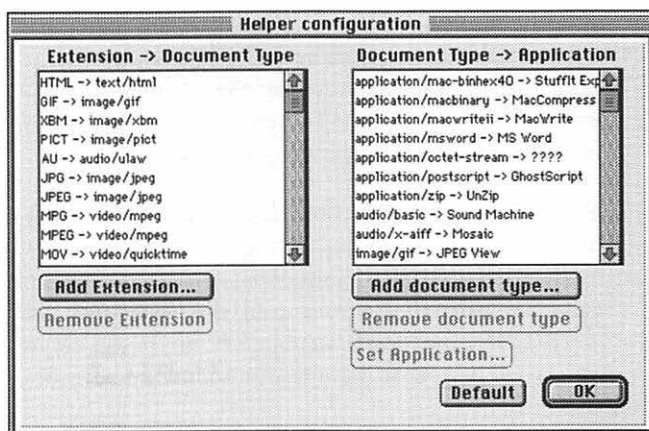 Helper configuration
Extension -> Document Type
HTML -> text/html
GIF -> image/gif
XBM -> image/xbm
PICT -> image/pict
AU -> audio/ulaw
JPG -> image/jpeg
JPEG -> image/jpeg
MPG -> video/mpeg
MPEG -> video/mpeg
MOV -> video/quicktime
Add Extension...
Remove Extension
Document Type -> Application
application/mac-binhex40 -> StuffIt Exp
application/macbinary -> MacCompress
application/macwriteii -> MacWrite
application/msword -> MS Word
application/octet-stream -> ????
application/postscript -> GhostScript
application/zip -> UnZip
audio/basic -> Sound Machine
audio/x-aiff -> Mosaic
image/gif -> JPEG View
Add document type...
Remove document type
Set Application...
Default
OK